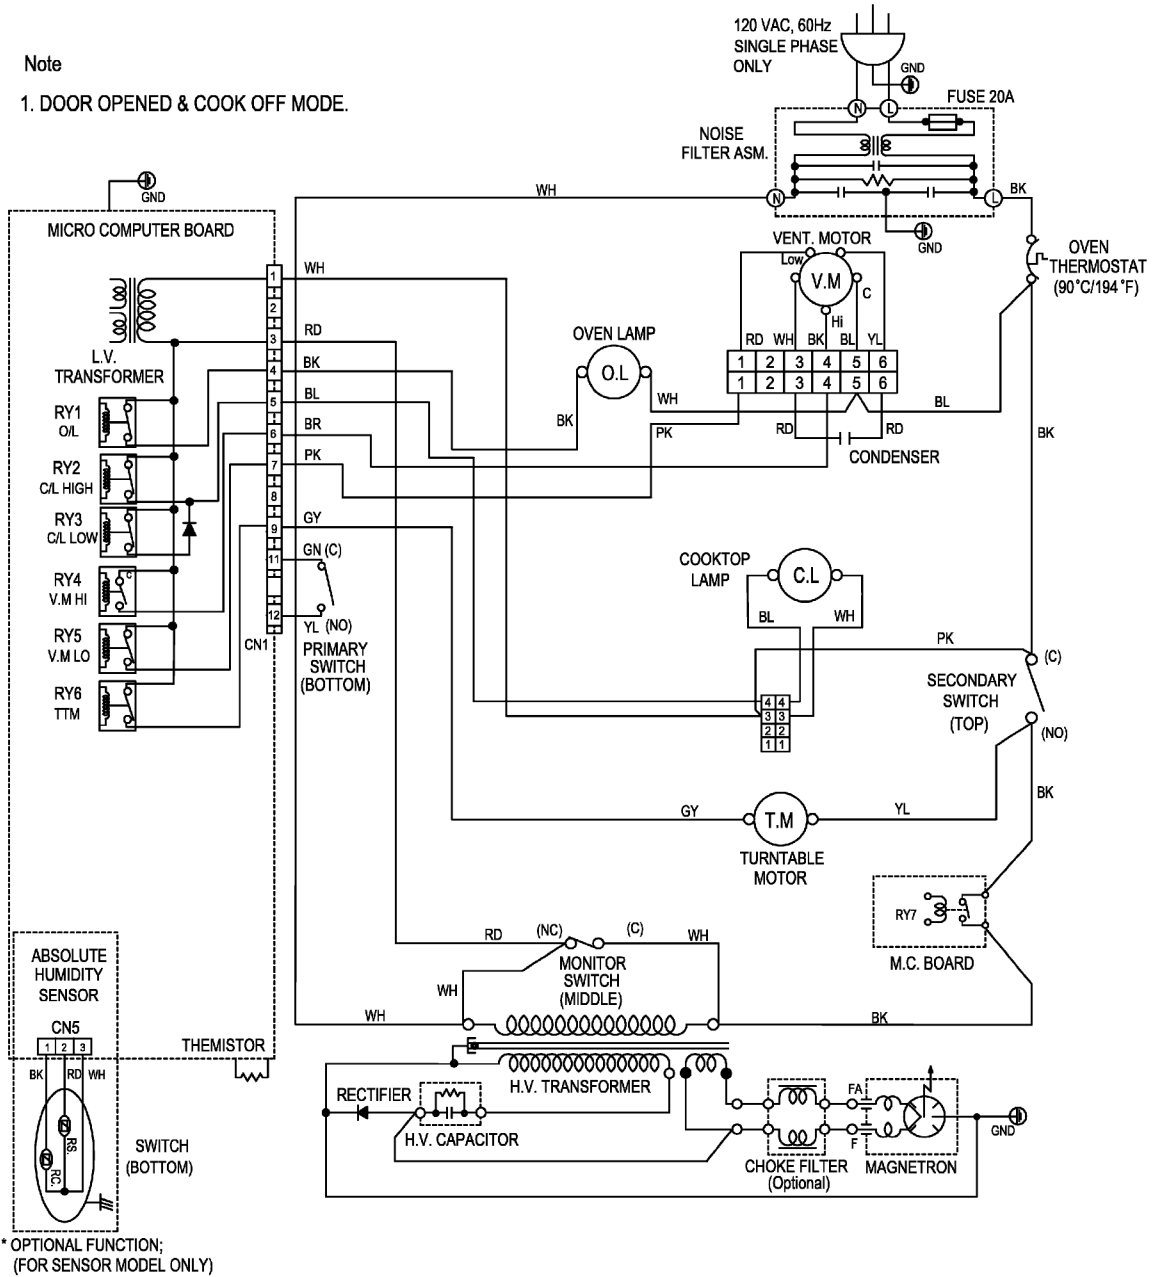 120 VAC, 60Hz
SINGLE PHASE
ONLY
Note
1. DOOR OPENED & COOK OFF MODE.
GND
FUSE 20A
N
L
NOISE
FILTER ASM.
GND
WH
N
L
BK
GND
MICRO COMPUTER BOARD
VENT. MOTOR
Low
V.M
C
Hi
OVEN
THERMOSTAT
(90°C/194°F)
1
WH
2
3
RD
L.V.
TRANSFORMER
OVEN LAMP
O.L
RD
WH
BK
BL
YL
1
2
3
4
5
6
1
2
3
4
5
6
4
BK
5
BL
6
BR
7
PK
8
9
GY
11
GN (C)
12
YL (NO)
CN1
WH
BK
PK
RD
RD
BL
CONDENSER
BK
RY1
O/L
RY2
C/L HIGH
RY3
C/L LOW
RY4
V.M HI
C
RY5
V.M LO
RY6
TTM
PRIMARY
SWITCH
(BOTTOM)
COOKTOP
LAMP
C.L
BL
WH
PK
(C)
SECONDARY
SWITCH
(TOP)
(NO)
4
4
3
3
2
2
1
1
GY
T.M
YL
TURNTABLE
MOTOR
BK
RY7
M.C. BOARD
RD
(NC)
(C)
WH
MONITOR
SWITCH
(MIDDLE)
WH
WH
BK
ABSOLUTE
HUMIDITY
SENSOR
CN5
1
2
3
BK
RD
WH
THEMISTOR
RS.
RC.
SWITCH
(BOTTOM)
H.V. TRANSFORMER
RECTIFIER
H.V. CAPACITOR
CHOKE FILTER
(Optional)
FA
F
MAGNETRON
GND
* OPTIONAL FUNCTION;
(FOR SENSOR MODEL ONLY)